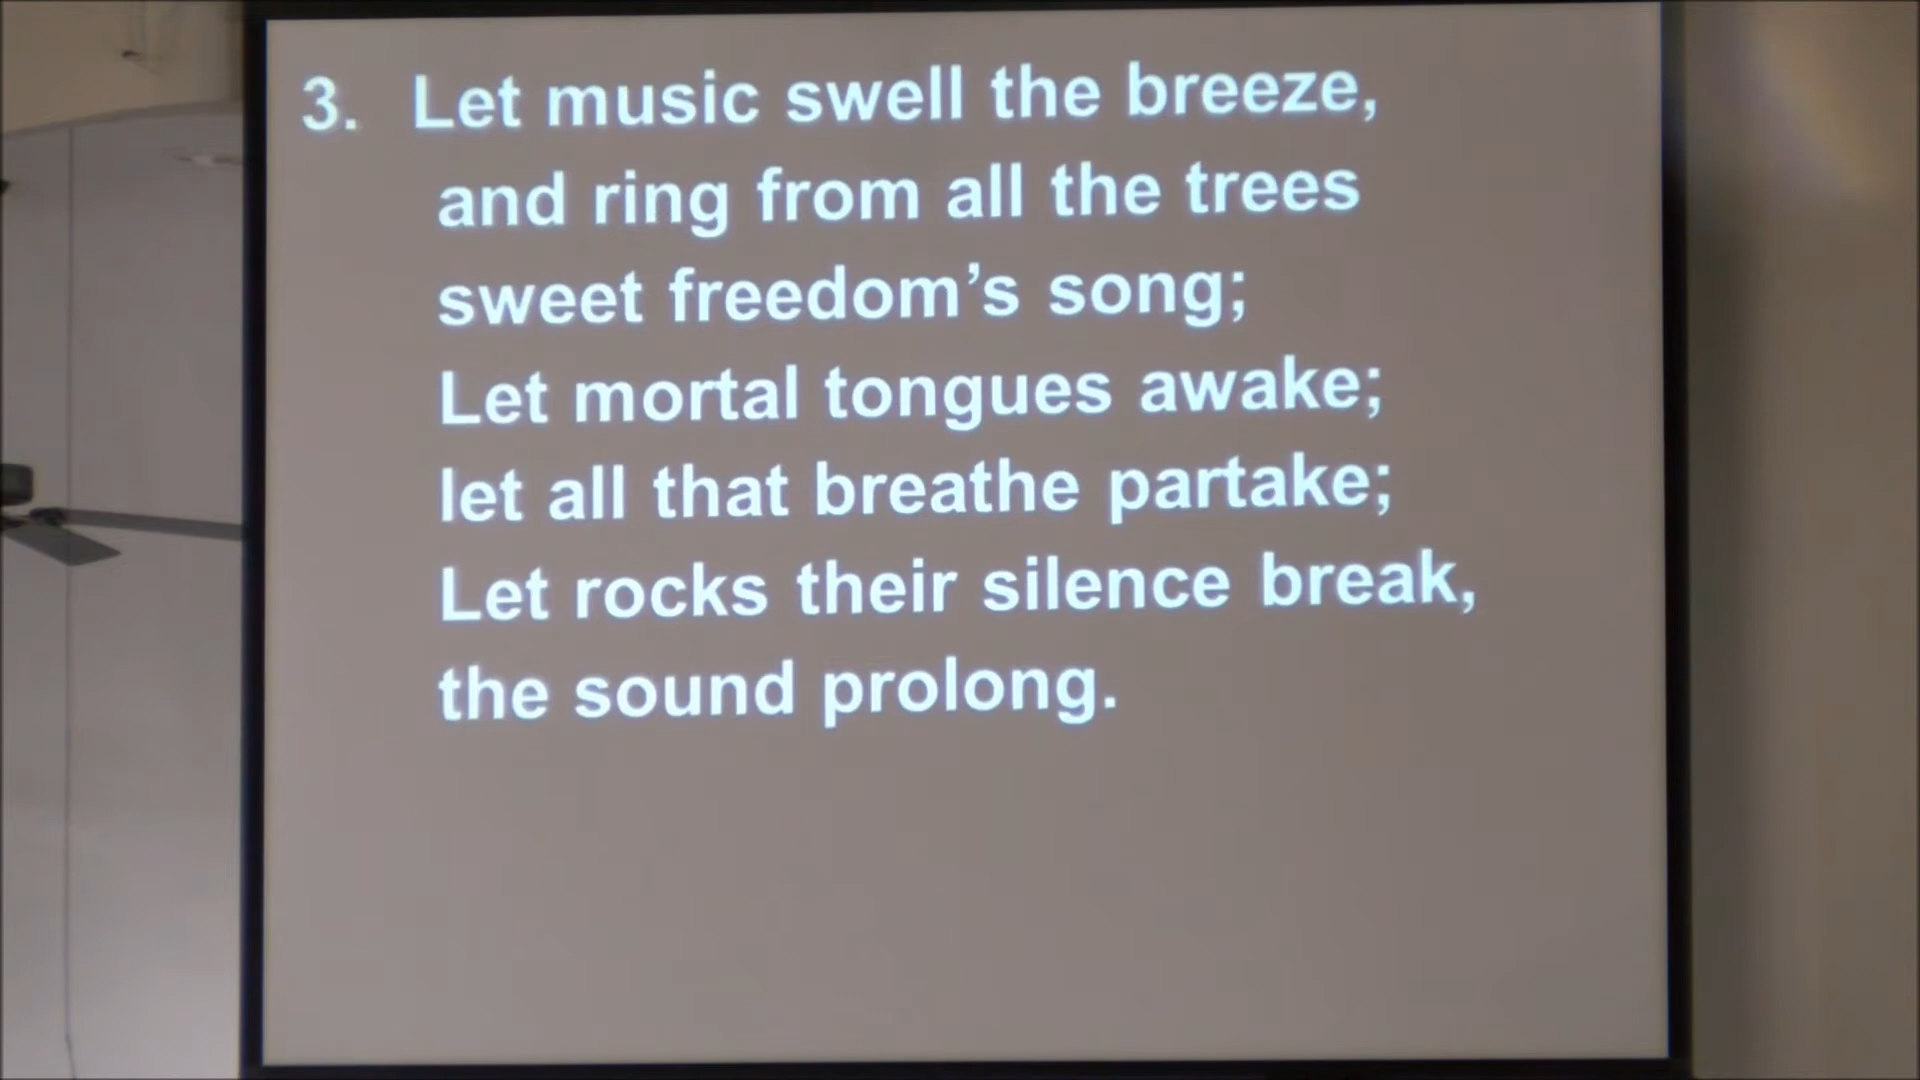 3. Let music swell the breeze,
and ring from all the trees
sweet freedom’s song;
Let mortal tongues awake;
let all that breathe partake;
Let rocks their silence break,
the sound prolong.